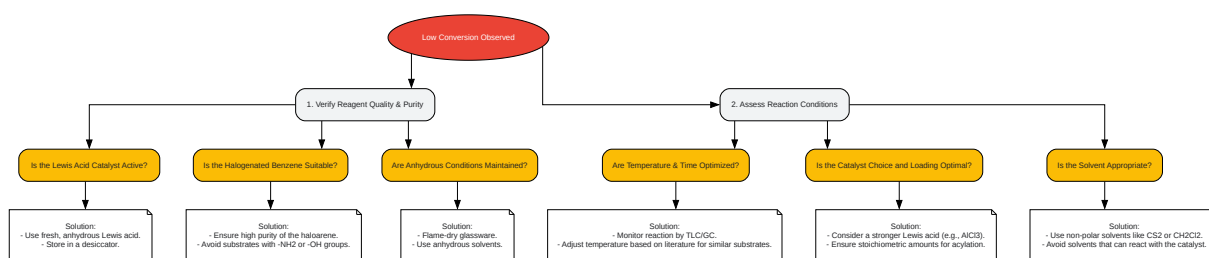 Low Conversion Observed
1. Verify Reagent Quality & Purity
2. Assess Reaction Conditions
Is the Lewis Acid Catalyst Active?
Is the Halogenated Benzene Suitable?
Are Anhydrous Conditions Maintained?
Are Temperature & Time Optimized?
Is the Catalyst Choice and Loading Optimal?
Is the Solvent Appropriate?
Solution:
- Use fresh, anhydrous Lewis acid.
- Store in a desiccator.
Solution:
- Ensure high purity of the haloarene.
- Avoid substrates with -NH2 or -OH groups.
Solution:
- Flame-dry glassware.
- Use anhydrous solvents.
Solution:
- Monitor reaction by TLC/GC.
- Adjust temperature based on literature for similar substrates.
Solution:
- Consider a stronger Lewis acid (e.g., AlCl3).
- Ensure stoichiometric amounts for acylation.
Solution:
- Use non-polar solvents like CS2 or CH2Cl2.
- Avoid solvents that can react with the catalyst.